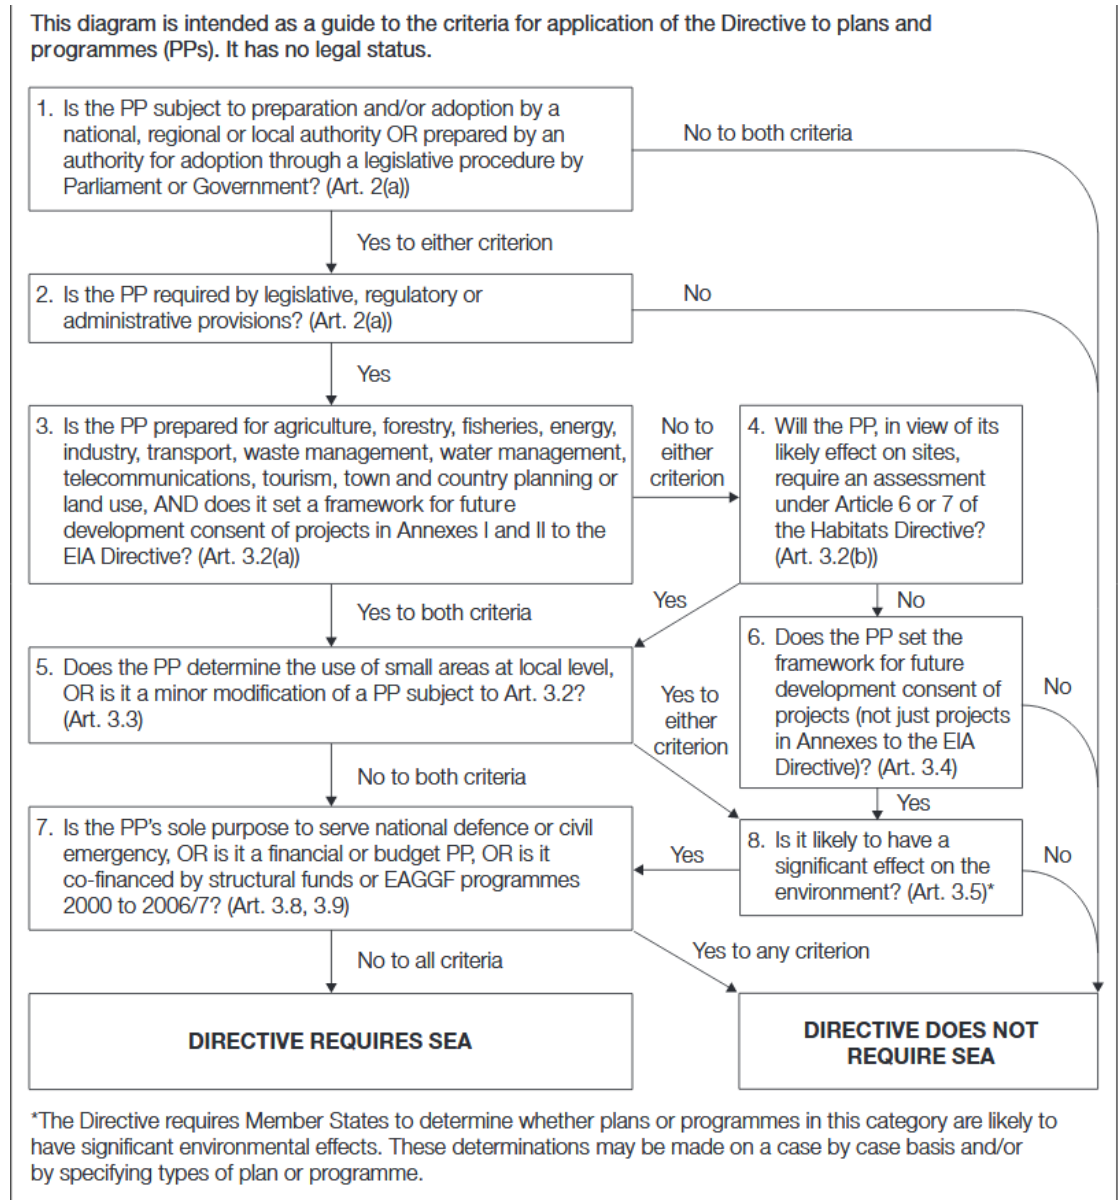 This diagram is intended as a guide to the criteria for application of the Directive to plans and
programmes (PPs). It has no legal status.
1. Is the PP subject to preparation and/or adoption by a
national, regional or local authority OR prepared by an
authority for adoption through a legislative procedure by
Parliament or Government? (Art. 2(a))
No to both criteria
Yes to either criterion
2. Is the PP required by legislative, regulatory or
administrative provisions? (Art. 2(a))
No
Yes
3. Is the PP prepared for agriculture, forestry, fisheries, energy,
industry, transport, waste management, water management,
telecommunications, tourism, town and country planning or
land use, AND does it set a framework for future
development consent of projects in Annexes I and II to the
EIA Directive? (Art. 3.2(a))
No to
either
criterion
4. Will the PP, in view of its
likely effect on sites,
require an assessment
under Article 6 or 7 of
the Habitats Directive?
(Art. 3.2(b))
Yes to both criteria
Yes
No
5. Does the PP determine the use of small areas at local level,
OR is it a minor modification of a PP subject to Art. 3.2?
(Art. 3.3)
Yes to
either
criterion
6. Does the PP set the
framework for future
development consent of
projects (not just projects
in Annexes to the EIA
Directive)? (Art. 3.4)
No
No to both criteria
Yes
7. Is the PP's sole purpose to serve national defence or civil
emergency, OR is it a financial or budget PP, OR is it
co-financed by structural funds or EAGGF programmes
2000 to 2006/7? (Art. 3.8, 3.9)
Yes
8. Is it likely to have a
significant effect on the
environment? (Art. 3.5)*
No
No to all criteria
Yes to any criterion
DIRECTIVE REQUIRES SEA
DIRECTIVE DOES NOT
REQUIRE SEA
*The Directive requires Member States to determine whether plans or programmes in this category are likely to
have significant environmental effects. These determinations may be made on a case by case basis and/or
by specifying types of plan or programme.